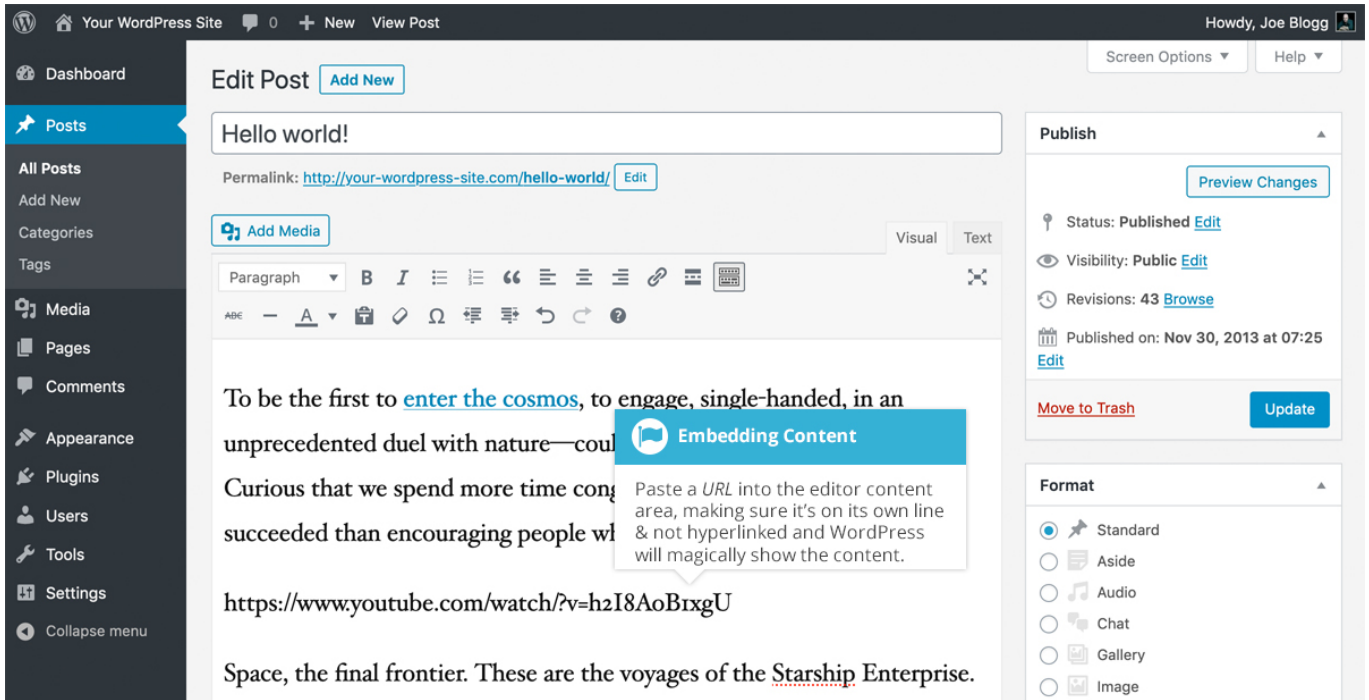 Your WordPress Site 0 New View Post Howdy, Joe Blogg
Screen Options Help
Dashboard
Posts
All Posts
Add New
Categories
Tags
Media
Pages
Comments
Appearance
Plugins
Users
Tools
Settings
Collapse menu
Edit Post Add New
Hello world!
Permalink: http://your-wordpress-site.com/hello-world/ Edit
Add Media
Visual Text
Paragraph B I
ABC A Ω
To be the first to enter the cosmos, to engage, single-handed, in an
unprecedented duel with nature—coul
Curious that we spend more time cong
succeeded than encouraging people wh
Embedding Content
Paste a URL into the editor content
area, making sure it's on its own line
& not hyperlinked and WordPress
will magically show the content.
https://www.youtube.com/watch/?v=h2I8AoB1xgU
Space, the final frontier. These are the voyages of the Starship Enterprise.
Publish
Preview Changes
Status: Published Edit
Visibility: Public Edit
Revisions: 43 Browse
Published on: Nov 30, 2013 at 07:25
Edit
Move to Trash Update
Format
Standard
Aside
Audio
Chat
Gallery
Image